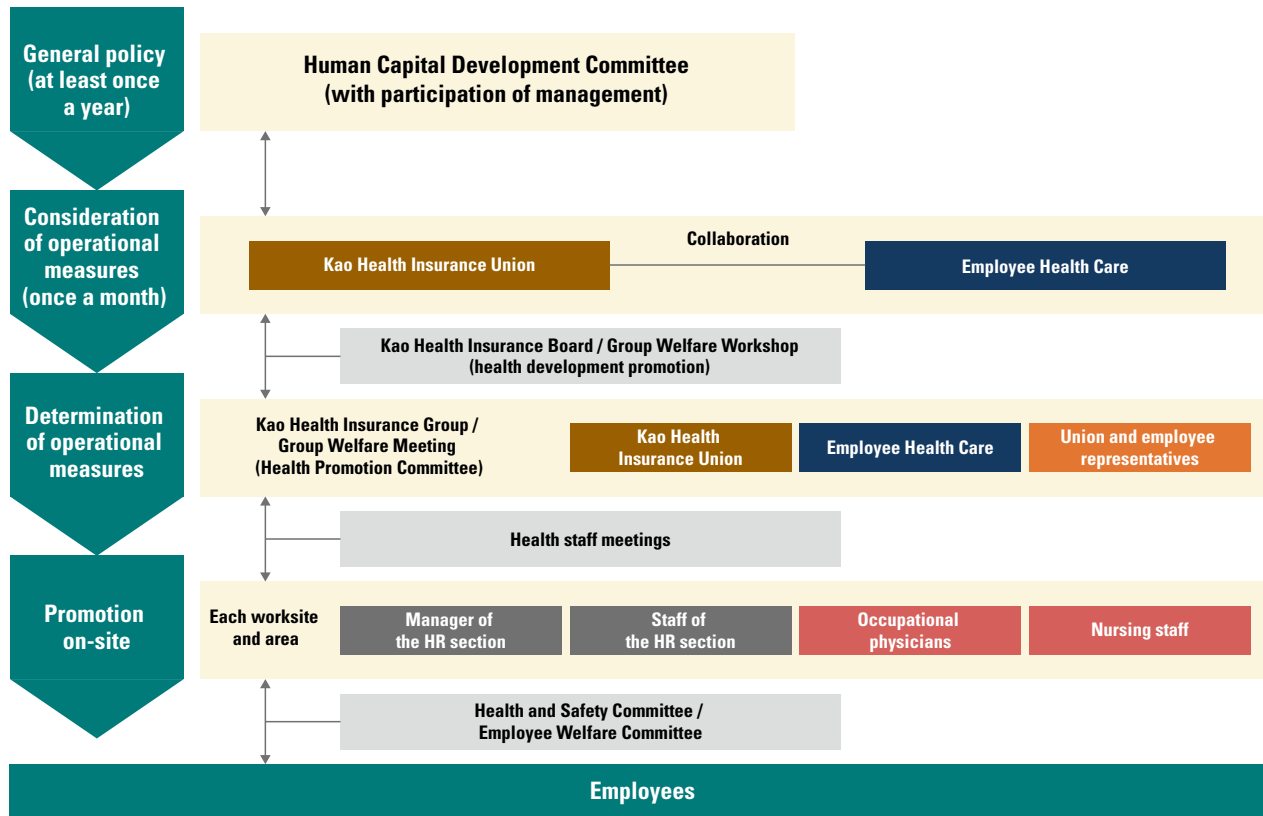 General policy
(at least once
a year)
Human Capital Development Committee
(with participation of management)
Consideration
of operational
measures
(once a month)
Kao Health Insurance Union
Collaboration
Employee Health Care
Kao Health Insurance Board / Group Welfare Workshop
(health development promotion)
Determination
of operational
measures
Kao Health Insurance Group /
Group Welfare Meeting
(Health Promotion Committee)
Kao Health
Insurance Union
Employee Health Care
Union and employee
representatives
Health staff meetings
Promotion
on-site
Each worksite
and area
Manager of
the HR section
Staff of
the HR section
Occupational
physicians
Nursing staff
Health and Safety Committee /
Employee Welfare Committee
Employees